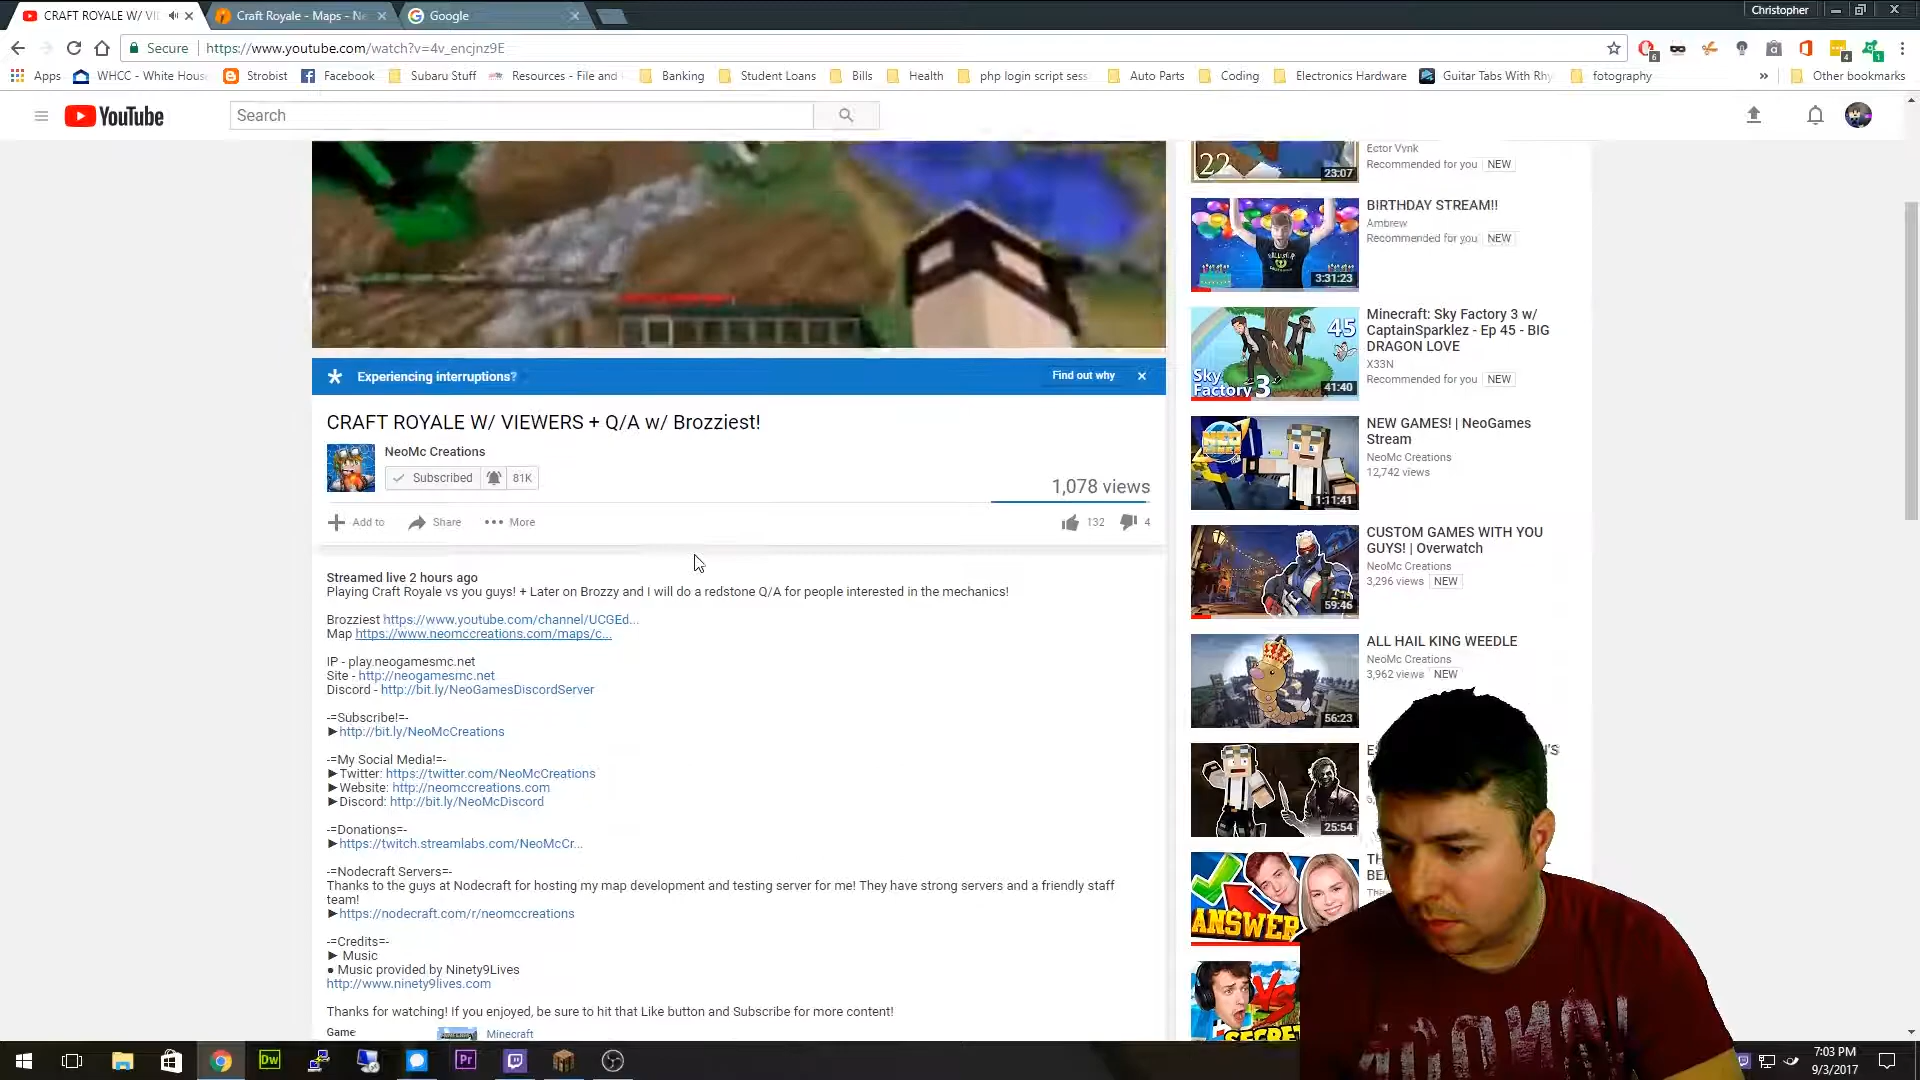 CRAFT ROYALE W/ VIE
Craft Royale - Maps - Ne
Google
Christopher
Secure
https://www.youtube.com/watch?v=4v_encjnz9E
Apps
WHCC - White Hous
Strobist
Facebook
Subaru Stuff
Resources - File and
Banking
Student Loans
Bills
Health
php login script sess
Auto Parts
Coding
Electronics Hardware
Guitar Tabs With Rhy
fotography
»
Other bookmarks
YouTube
Search
Experiencing interruptions?
Find out why
CRAFT ROYALE W/ VIEWERS + Q/A w/ Brozziest!
NeoMc Creations
Subscribed
81K
1,078 views
Add to
Share
More
132
4
Streamed live 2 hours ago
Playing Craft Royale vs you guys! + Later on Brozzy and I will do a redstone Q/A for people interested in the mechanics!
Brozziest https://www.youtube.com/channel/UCGEd...
Map https://www.neomccreations.com/maps/c...
IP - play.neogamesmc.net
Site - http://neogamesmc.net
Discord - http://bit.ly/NeoGamesDiscordServer
-=Subscribe!=-
►http://bit.ly/NeoMcCreations
-=My Social Media!=-
►Twitter: https://twitter.com/NeoMcCreations
►Website: http://neomccreations.com
►Discord: http://bit.ly/NeoMcDiscord
-=Donations=-
►https://twitch.streamlabs.com/NeoMcCr...
-=Nodecraft Servers=-
Thanks to the guys at Nodecraft for hosting my map development and testing server for me! They have strong servers and a friendly staff
team!
►https://nodecraft.com/r/neomccreations
-=Credits=-
► Music
● Music provided by Ninety9Lives
http://www.ninety9lives.com
Thanks for watching! If you enjoyed, be sure to hit that Like button and Subscribe for more content!
Game
Minecraft
22
23:07
Ector Vynk
Recommended for you NEW
3:31:23
BIRTHDAY STREAM!!
Ambrew
Recommended for you NEW
45
Sky
Factory 3
41:40
Minecraft: Sky Factory 3 w/
CaptainSparklez - Ep 45 - BIG
DRAGON LOVE
X33N
Recommended for you NEW
1:11:41
NEW GAMES! | NeoGames
Stream
NeoMc Creations
12,742 views
59:46
CUSTOM GAMES WITH YOU
GUYS! | Overwatch
NeoMc Creations
3,296 views NEW
56:23
ALL HAIL KING WEEDLE
NeoMc Creations
3,962 views NEW
25:54
ANSWER
VS
SECRET
Dw
Pr
7:03 PM
9/3/2017